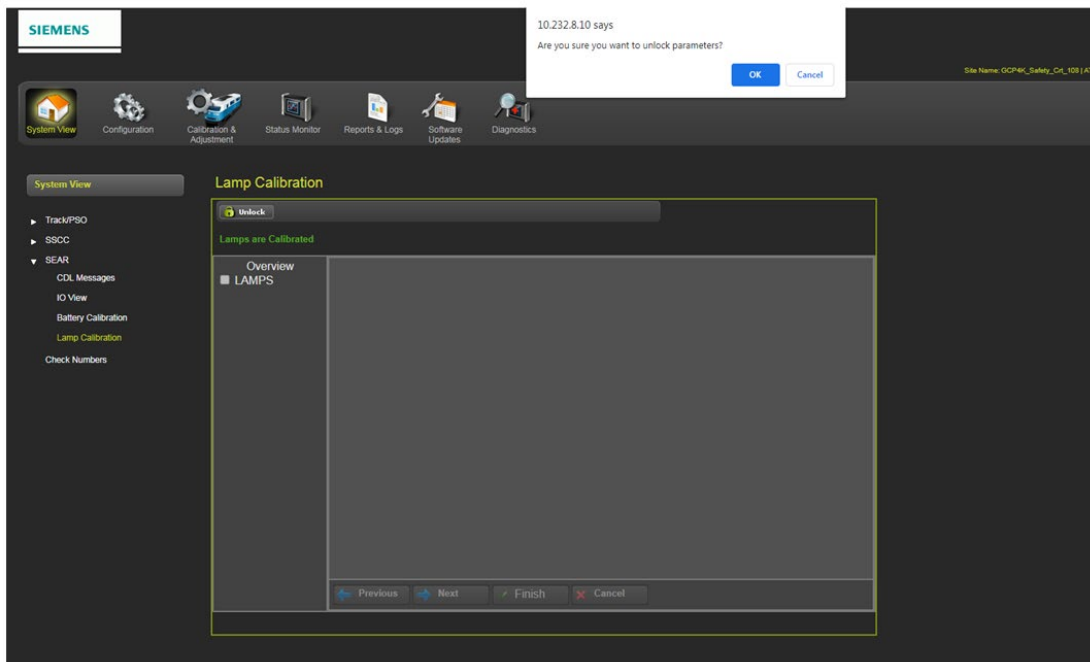 SIEMENS
10.232.8.10 says
Are you sure you want to unlock parameters?
OK
Cancel
Site Name: GCP4K_Safety_Crt_108 | A
System View
Configuration
Calibration &
Adjustment
Status Monitor
Reports & Logs
Software
Updates
Diagnostics
System View
Lamp Calibration
Track/PSO
SSCC
SEAR
CDL Messages
IO View
Battery Calibration
Lamp Calibration
Check Numbers
Unlock
Lamps are Calibrated
Overview
LAMPS
Previous
Next
Finish
Cancel